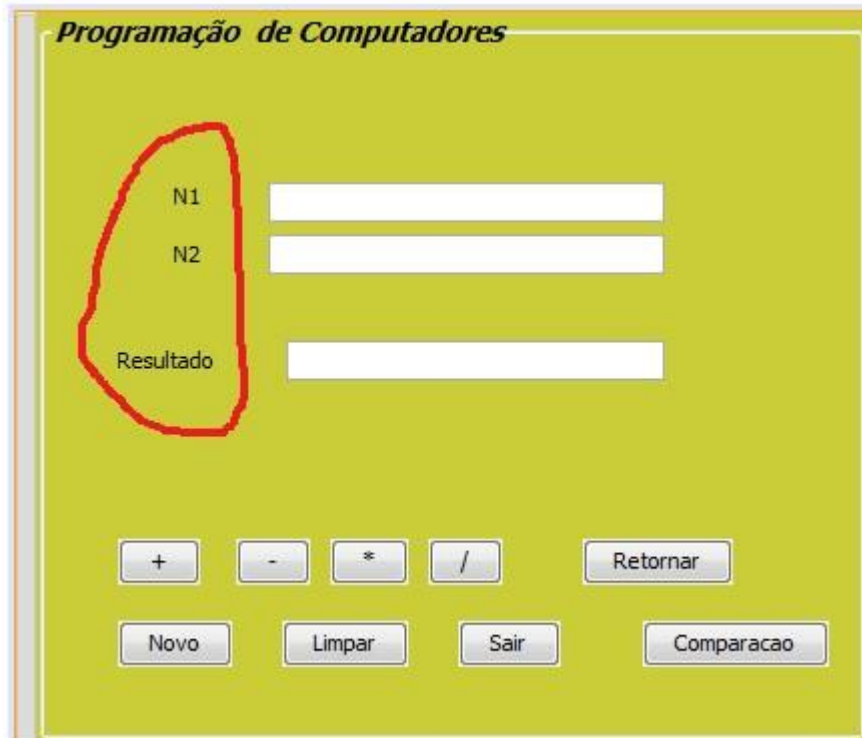 Programação de Computadores
N1
N2
Resultado
+ - * / Retornar
Novo Limpar Sair Comparacao